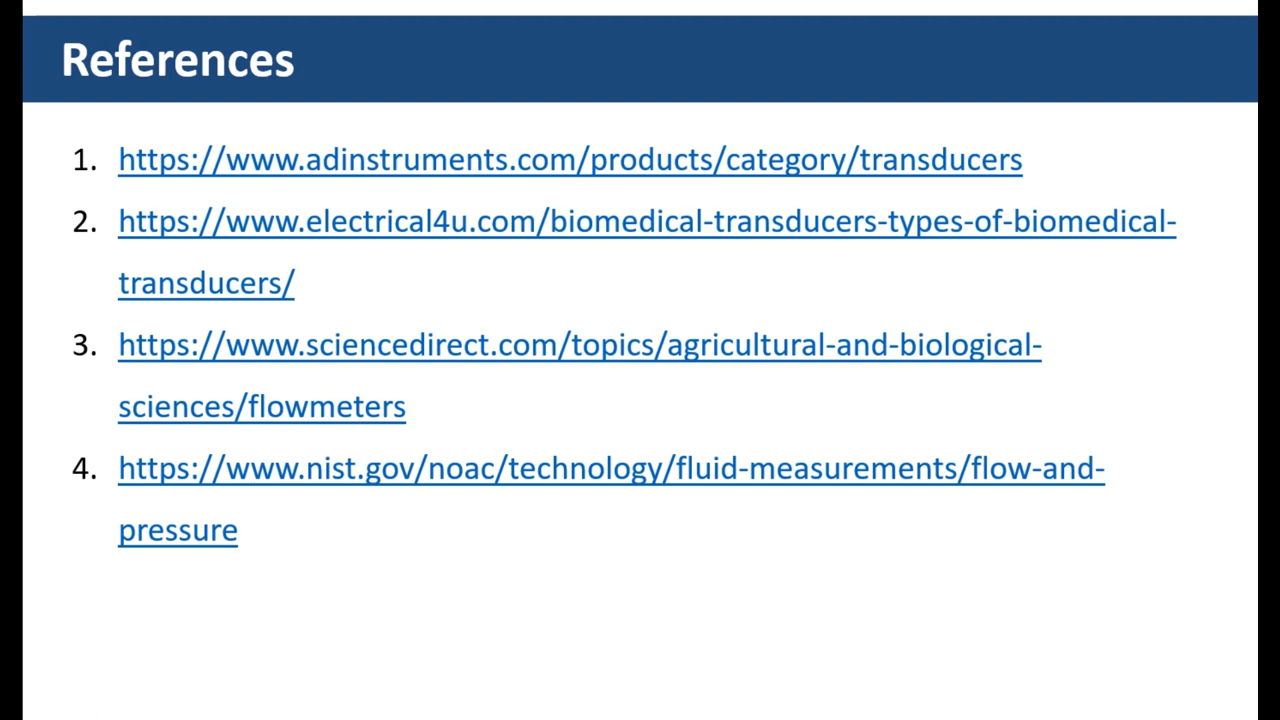 References
1. https://www.adinstruments.com/products/category/transducers
2. https://www.electrical4u.com/biomedical-transducers-types-of-biomedical-
transducers/
3. https://www.sciencedirect.com/topics/agricultural-and-biological-
sciences/flowmeters
4. https://www.nist.gov/noac/technology/fluid-measurements/flow-and-
pressure